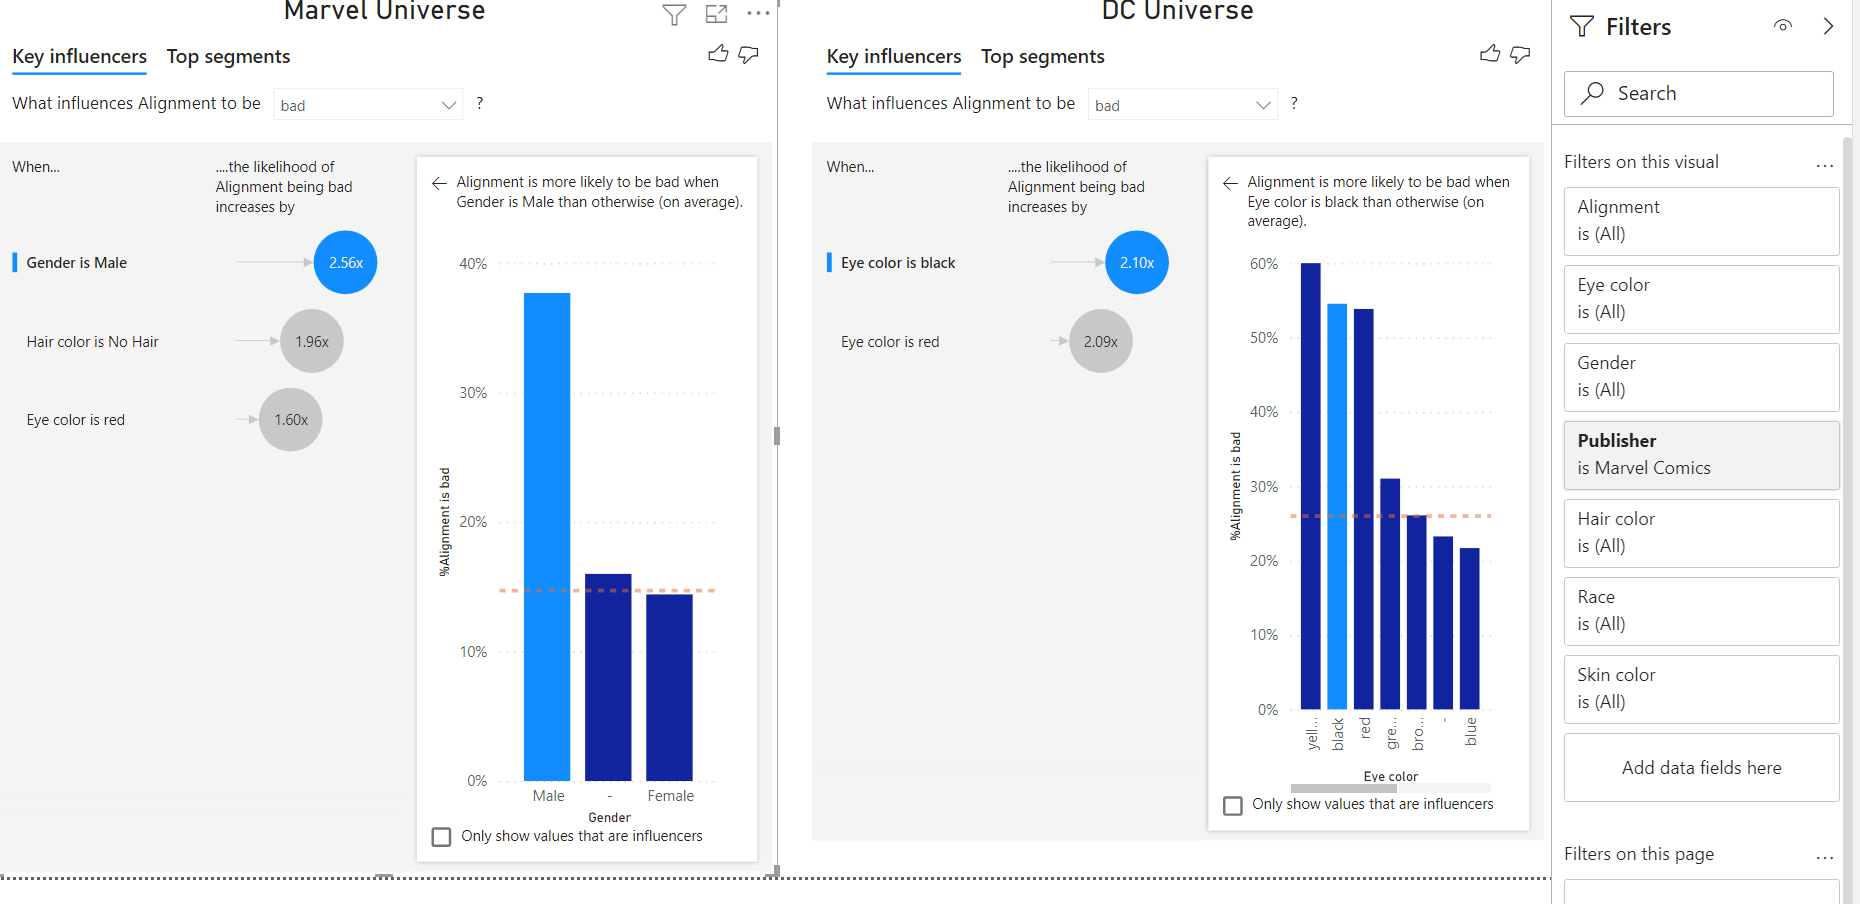 Marvel Universe
Key influencers Top segments
What influences Alignment to be bad ?
When...
....the likelihood of
Alignment being bad
increases by
Gender is Male 2.56x
Hair color is No Hair 1.96x
Eye color is red 1.60x
Alignment is more likely to be bad when
Gender is Male than otherwise (on average).
40%
30%
20%
10%
0%
%Alignment is bad
Male - Female
Gender
Only show values that are influencers
DC Universe
Key influencers Top segments
What influences Alignment to be bad ?
When...
....the likelihood of
Alignment being bad
increases by
Eye color is black 2.10x
Eye color is red 2.09x
Alignment is more likely to be bad when
Eye color is black than otherwise (on
average).
60%
50%
40%
30%
20%
10%
0%
%Alignment is bad
yell... black red gre... bro... - blue
Eye color
Only show values that are influencers
Filters
Search
Filters on this visual ...
Alignment
is (All)
Eye color
is (All)
Gender
is (All)
Publisher
is Marvel Comics
Hair color
is (All)
Race
is (All)
Skin color
is (All)
Add data fields here
Filters on this page ...